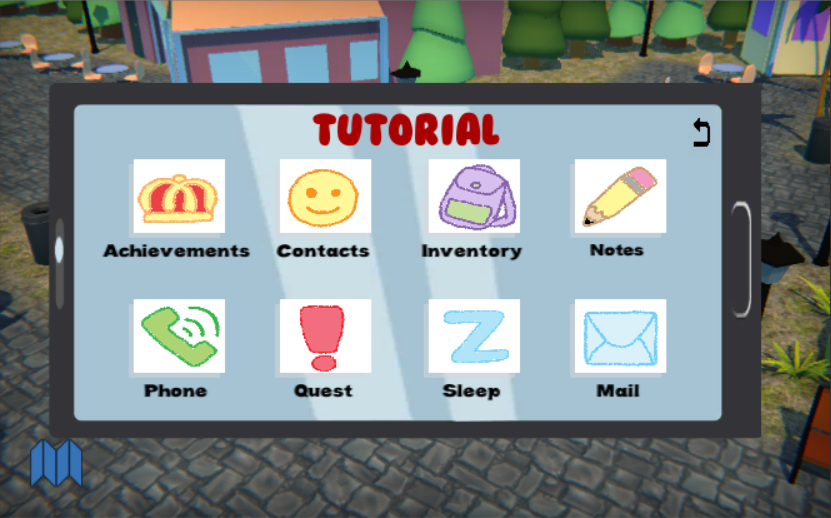 TUTORIAL
Achievements Contacts Inventory Notes
Phone Quest Sleep Mail